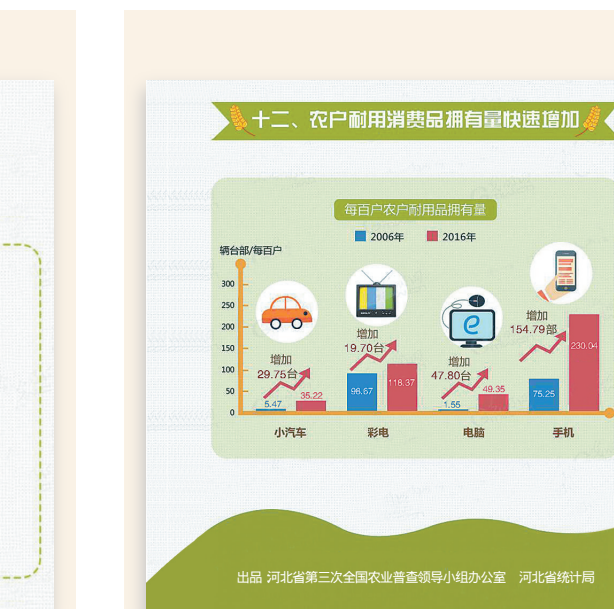 十二、农户耐用消费品拥有量快速增加
每百户农户耐用品拥有量
2006年 2016年
辆台部/每百户
300
250
200
150
100
50
0
增加
29.75台
5.47
35.22
小汽车
增加
19.70台
96.67
116.37
彩电
增加
47.80台
1.55
49.35
电脑
增加
154.79部
75.25
230.04
手机
出品 河北省第三次全国农业普查领导小组办公室 河北省统计局